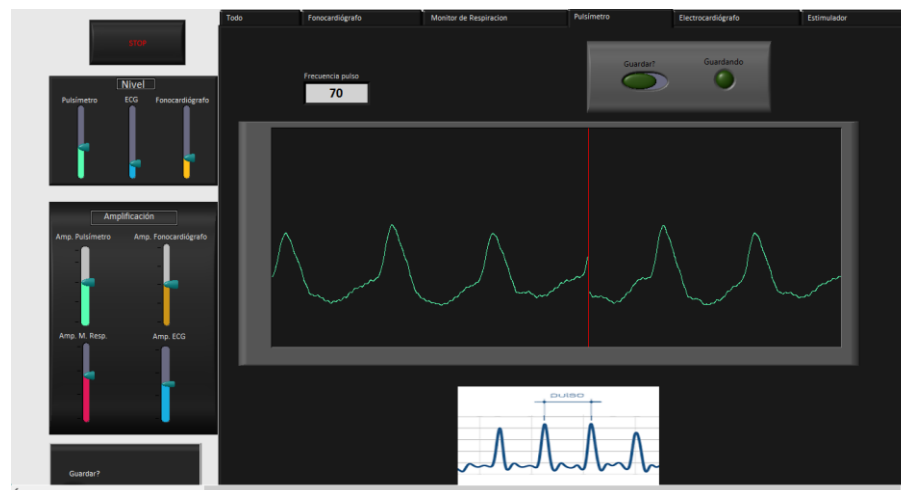 Todo Fonocardiógrafo Monitor de Respiracion Pulsímetro Electrocardiógrafo Estimulador
STOP
Nivel
Pulsímetro ECG Fonocardiógrafo
Frecuencia pulso
70
Guardar? Guardando
Amplificación
Amp. Pulsímetro Amp. Fonocardiógrafo
Amp. M. Resp. Amp. ECG
pulso
Guardar?